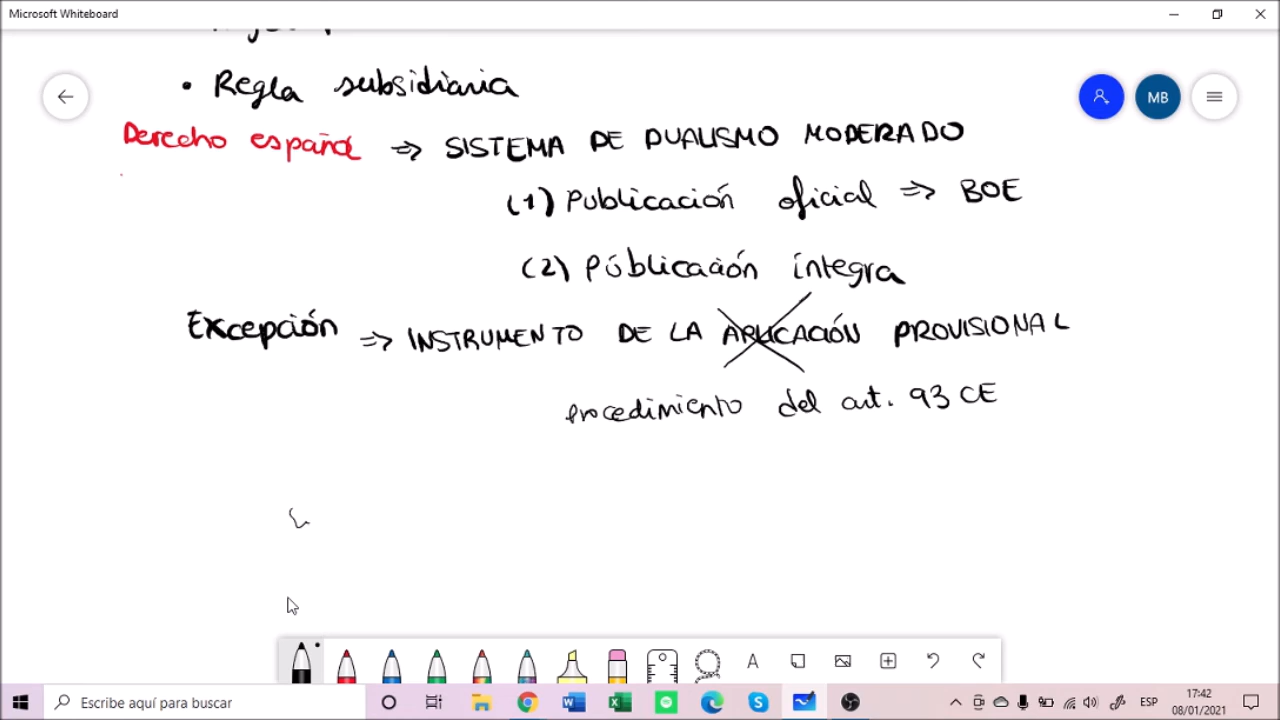 Microsoft Whiteboard
• Regla subsidiaria
MB
Derecho español => SISTEMA DE DUALISMO MODERADO
(1) Publicación oficial => BOE
(2) Públicación íntegra
Excepción => INSTRUMENTO DE LA APLICACIÓN PROVISIONAL
procedimiento del art. 93 CE
A
Escribe aquí para buscar
ESP
17:42
08/01/2021